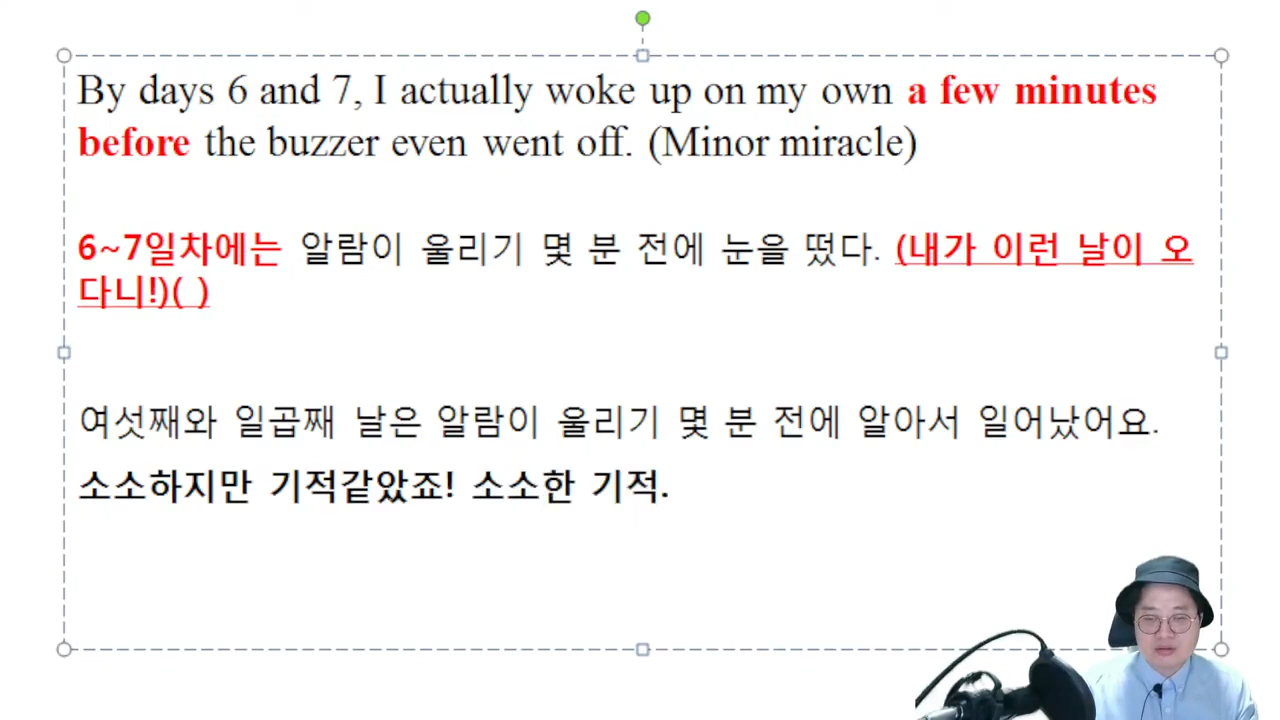 By days 6 and 7, I actually woke up on my own a few minutes
before the buzzer even went off. (Minor miracle)
6~7일차에는 알람이 울리기 몇 분 전에 눈을 떴다. (내가 이런 날이 오
다니!)( )
여섯째와 일곱째 날은 알람이 울리기 몇 분 전에 알아서 일어났어요.
소소하지만 기적같았죠! 소소한 기적.